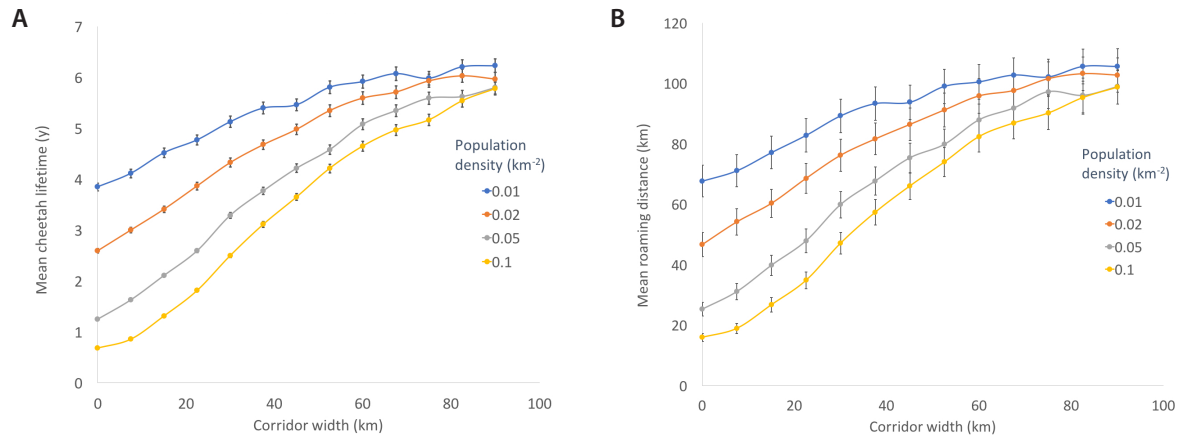 A
Mean cheetah lifetime (y)
7
6
5
4
3
2
1
0
0 20 40 60 80 100
Corridor width (km)
Population
density (km-2)
0.01
0.02
0.05
0.1
B
Mean roaming distance (km)
120
100
80
60
40
20
0
0 20 40 60 80 100
Corridor width (km)
Population
density (km-2)
0.01
0.02
0.05
0.1